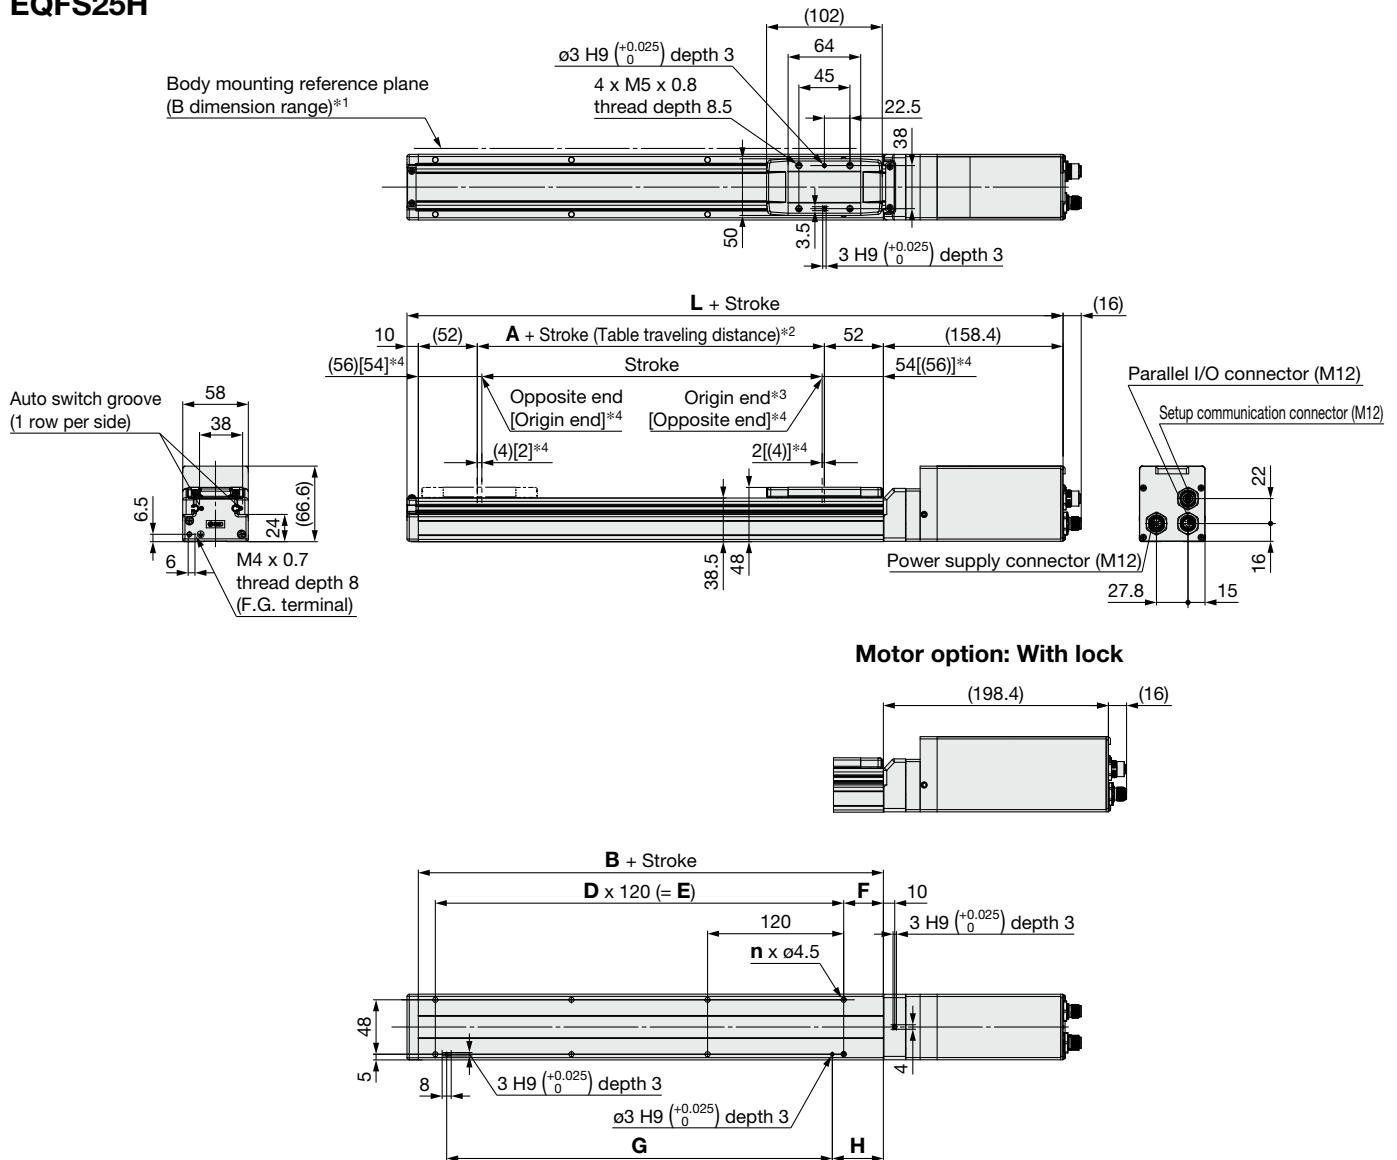 EQFS25H
(102)
ø3 H9 (+0.025 0) depth 3
64
Body mounting reference plane
(B dimension range)*1
4 x M5 x 0.8
thread depth 8.5
45
22.5
38
50
3.5
3 H9 (+0.025 0) depth 3
L + Stroke
(16)
10
(52)
A + Stroke (Table traveling distance)*2
52
(158.4)
(56)[54]*4
Stroke
54[(56)]*4
Opposite end
[Origin end]*4
Origin end*3
[Opposite end]*4
(4)[2]*4
2[(4)]*4
Auto switch groove
(1 row per side)
58
38
6.5
24
(66.6)
6
M4 x 0.7
thread depth 8
(F.G. terminal)
38.5
48
Parallel I/O connector (M12)
Setup communication connector (M12)
22
16
Power supply connector (M12)
27.8
15
Motor option: With lock
(198.4)
(16)
B + Stroke
D x 120 (= E)
F
10
120
3 H9 (+0.025 0) depth 3
n x ø4.5
48
5
8
3 H9 (+0.025 0) depth 3
4
ø3 H9 (+0.025 0) depth 3
G
H